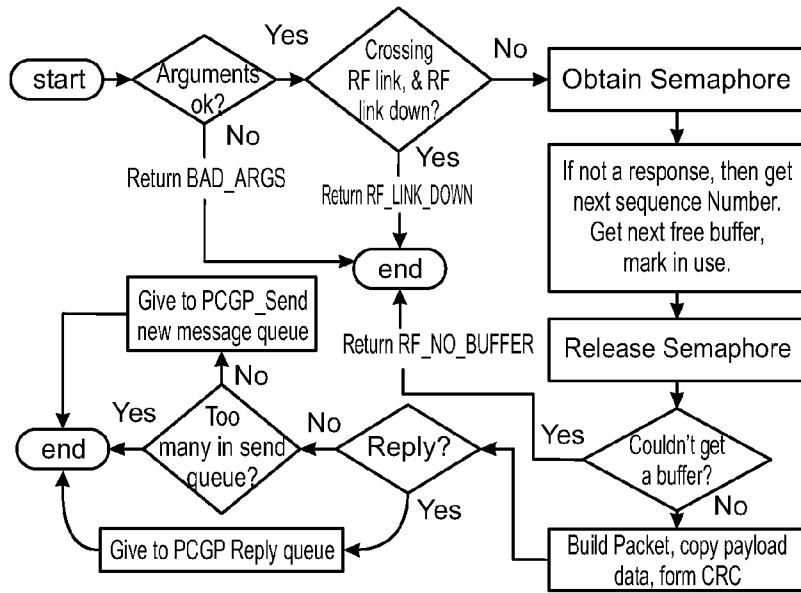 start
Arguments
ok?
Yes
No
Crossing
RF link, & RF
link down?
No
Yes
Obtain Semaphore
Return BAD_ARGS
Return RF_LINK_DOWN
end
If not a response, then get
next sequence Number.
Get next free buffer,
mark in use.
Release Semaphore
Couldn't get
a buffer?
Yes
Return RF_NO_BUFFER
No
Build Packet, copy payload
data, form CRC
Reply?
No
Yes
Too
many in send
queue?
No
Yes
Give to PCGP_Send
new message queue
Give to PCGP Reply queue
end